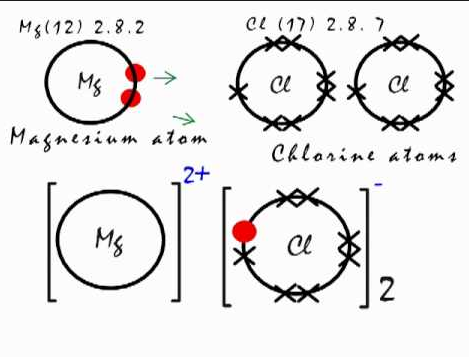 Mg(12) 2.8.2
Cl (17) 2.8.7
Mg
Cl
Cl
Magnesium atom
Chlorine atoms
Mg
2+
Cl
-
2